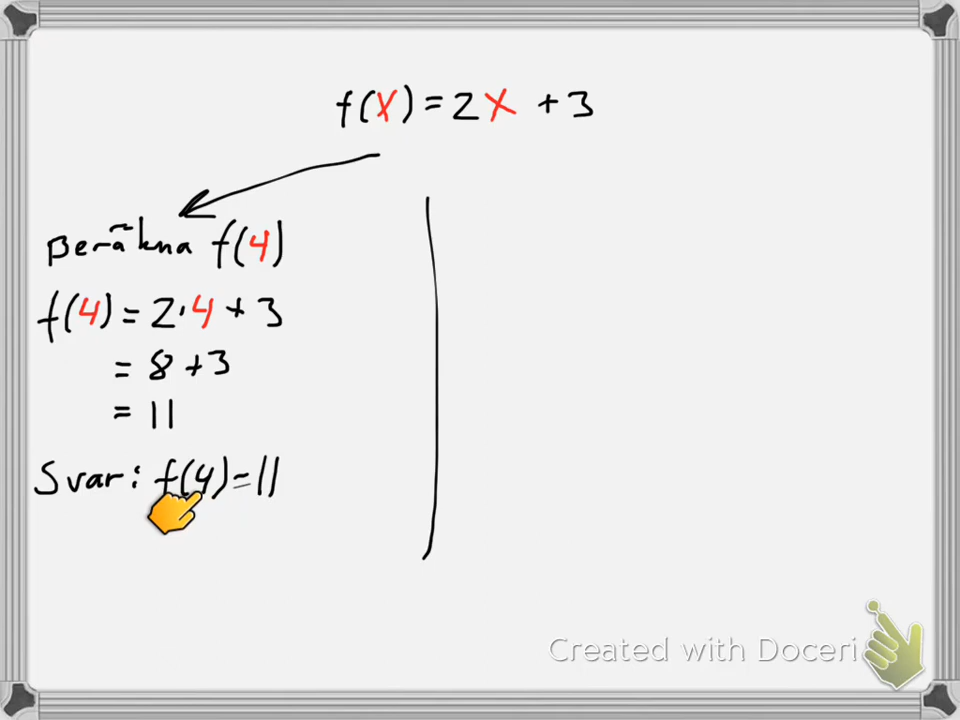 f(x) = 2x + 3
Beräkna f(4)
f(4) = 2·4 + 3
= 8 + 3
= 11
Svar: f(4) = 11
Created with Doceri